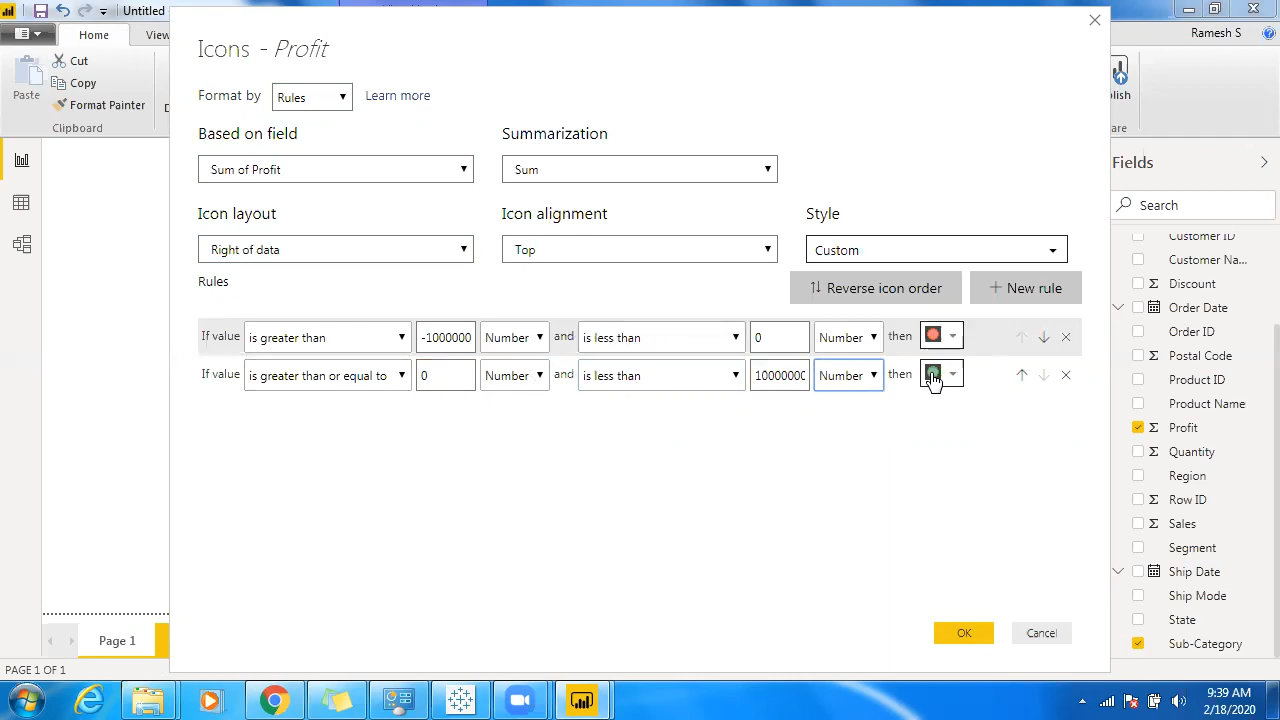 Untitled
Home
View
Ramesh S
Cut
Copy
Paste
Format Painter
Clipboard
Icons - Profit
Format by
Rules
Learn more
Based on field
Summarization
Sum of Profit
Sum
Icon layout
Icon alignment
Style
Right of data
Top
Custom
Rules
Reverse icon order
New rule
If value is greater than -1000000 Number and is less than 0 Number then
If value is greater than or equal to 0 Number and is less than 1000000 Number then
OK
Cancel
Fields
Search
Customer ID
Customer Na...
Discount
Order Date
Order ID
Postal Code
Product ID
Product Name
Profit
Quantity
Region
Row ID
Sales
Segment
Ship Date
Ship Mode
State
Sub-Category
Page 1
PAGE 1 OF 1
9:39 AM
2/18/2020